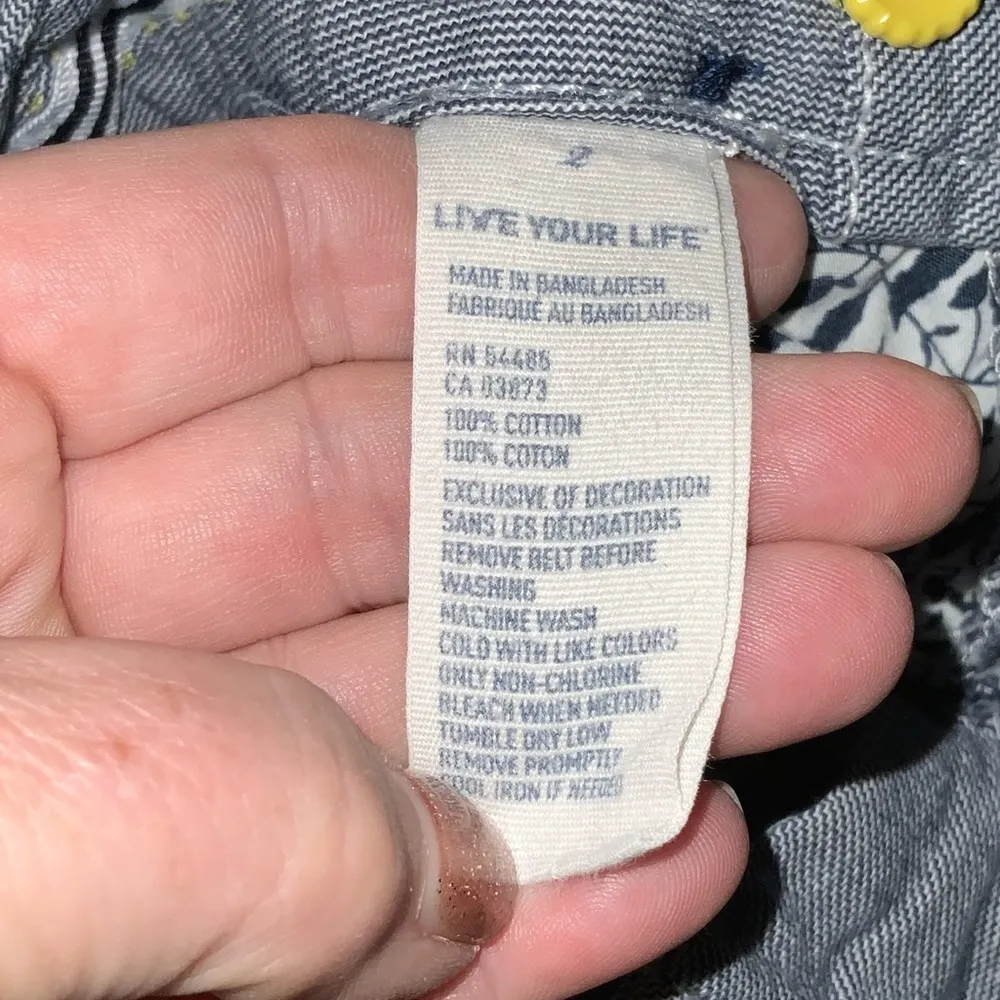 2
LIVE YOUR LIFE™
MADE IN BANGLADESH
FABRIQUE AU BANGLADESH
RN 54485
CA 03873
100% COTTON
100% COTON
EXCLUSIVE OF DECORATION
SANS LES DECORATIONS
REMOVE BELT BEFORE
WASHING
MACHINE WASH
COLD WITH LIKE COLORS
ONLY NON-CHLORINE
BLEACH WHEN NEEDED
TUMBLE DRY LOW
REMOVE PROMPTLY
COOL IRON IF NEEDED